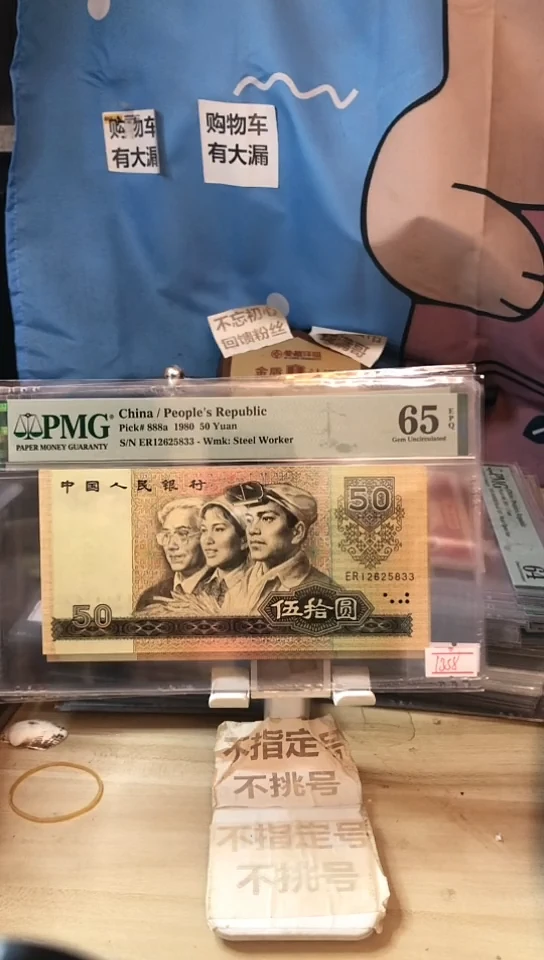 购物车
有大漏
购物车
有大漏
不忘初心
回馈粉丝
PMG
PAPER MONEY GUARANTY
China / People's Republic
Pick# 888a 1980 50 Yuan
S/N ER12625833 - Wmk: Steel Worker
65
EPQ
Gem Uncirculated
中国人民银行
50
ER12625833
50
伍拾圆
1258
不指定号
不挑号
不指定号
不挑号